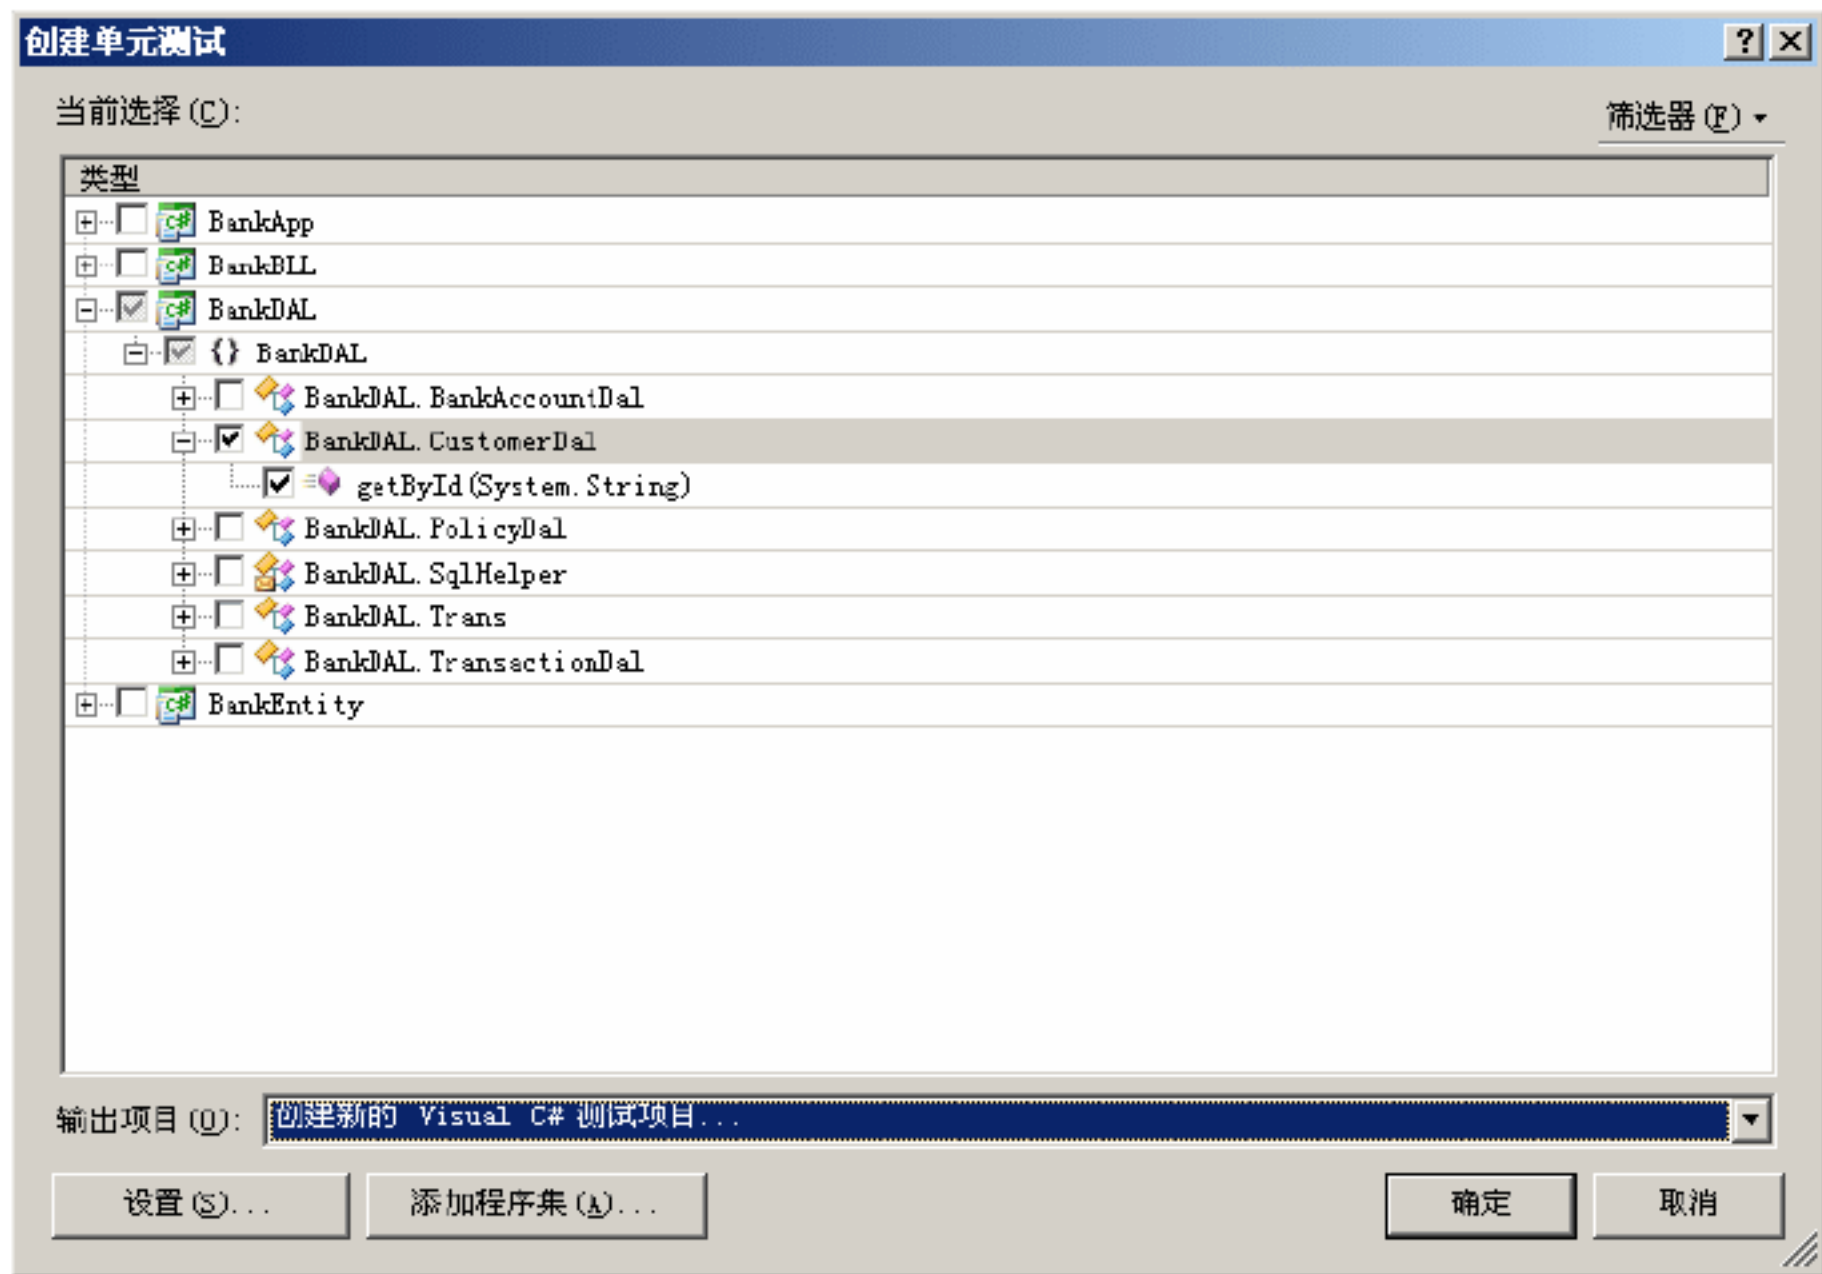 创建单元测试
当前选择(C):
筛选器(F)
类型
BankApp
BankBLL
BankDAL
{} BankDAL
BankDAL.BankAccountDal
BankDAL.CustomerDal
getById(System.String)
BankDAL.PolicyDal
BankDAL.SqlHelper
BankDAL.Trans
BankDAL.TransactionDal
BankEntity
输出项目(O): 创建新的 Visual C# 测试项目...
设置(S)... 添加程序集(A)... 确定 取消